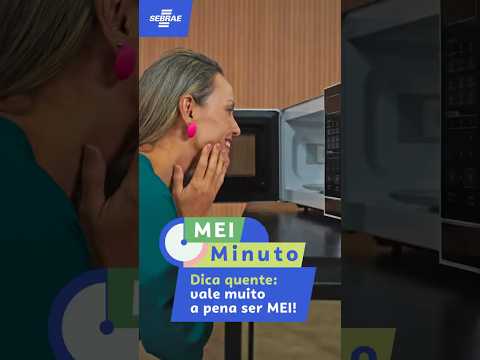 SEBRAE
MEI
Minuto
Dica quente:
vale muito
a pena ser MEI!